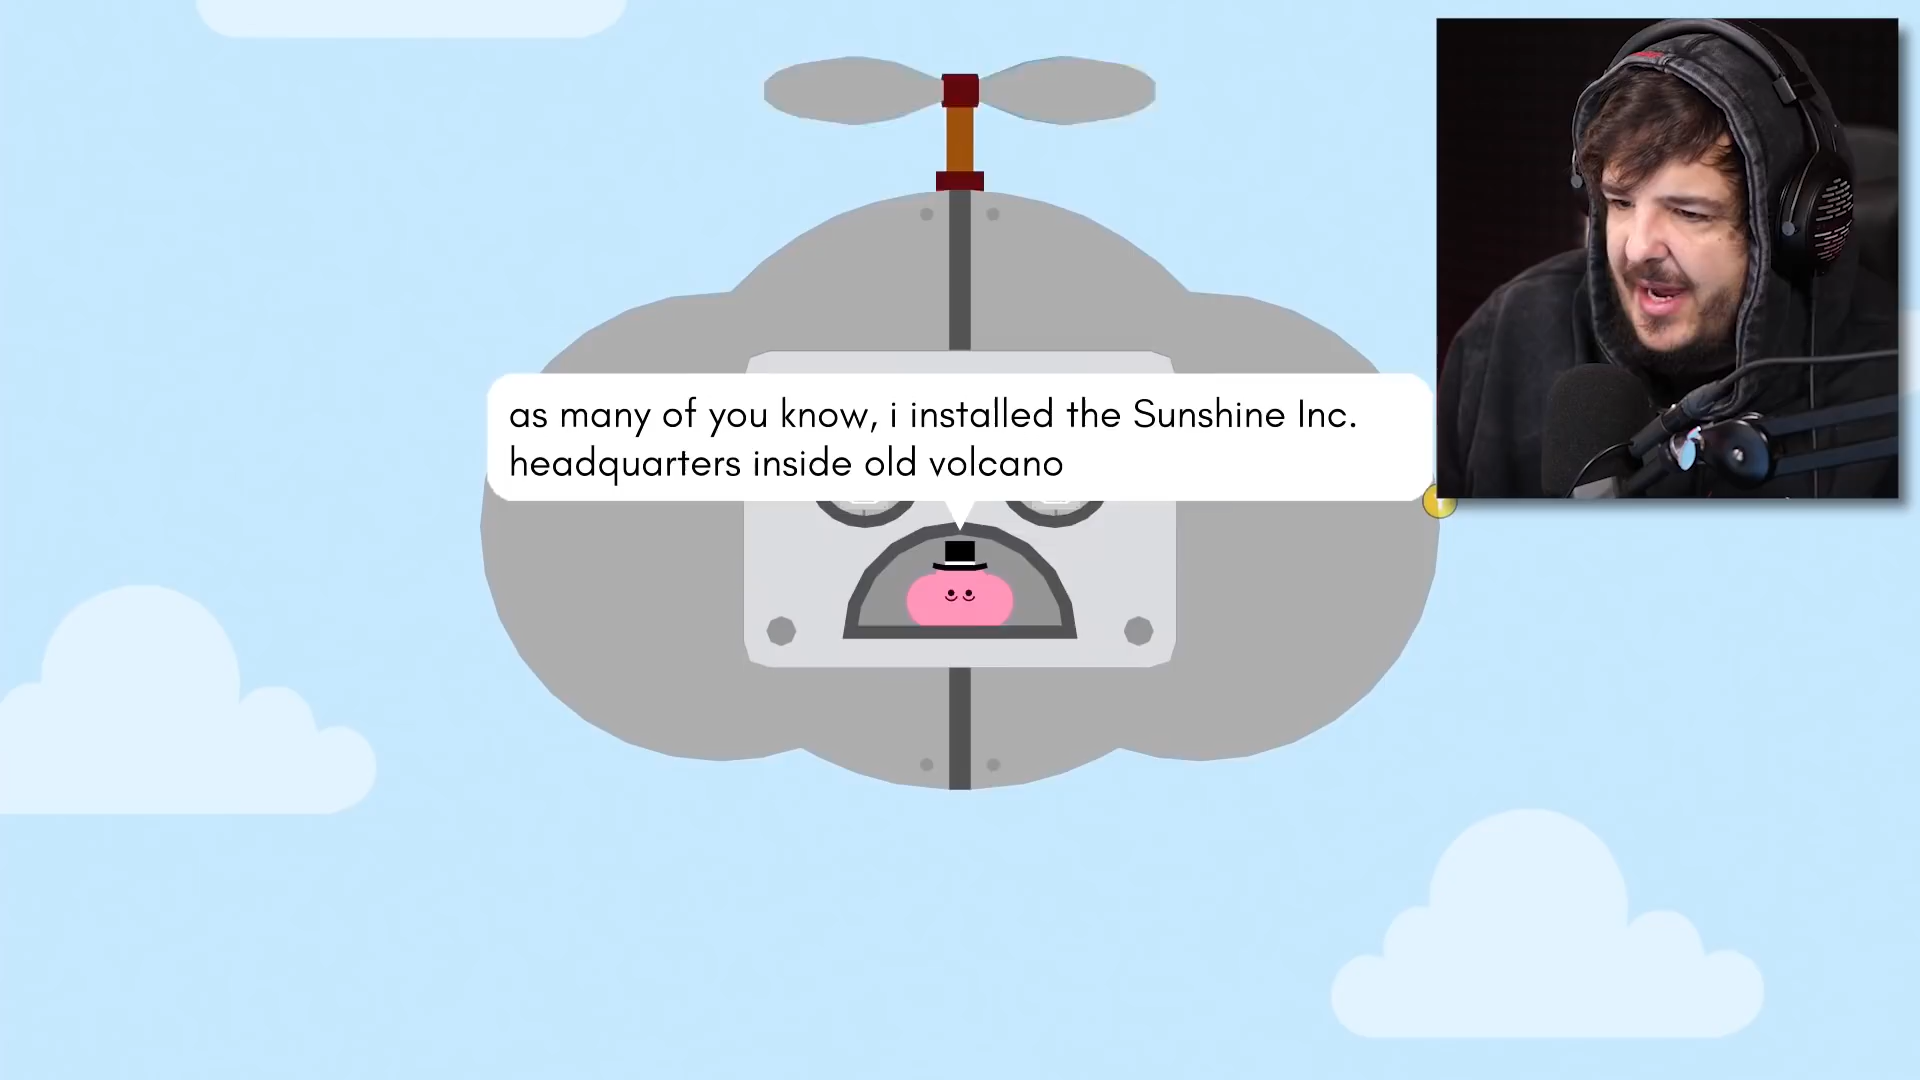 as many of you know, i installed the Sunshine Inc.
headquarters inside old volcano